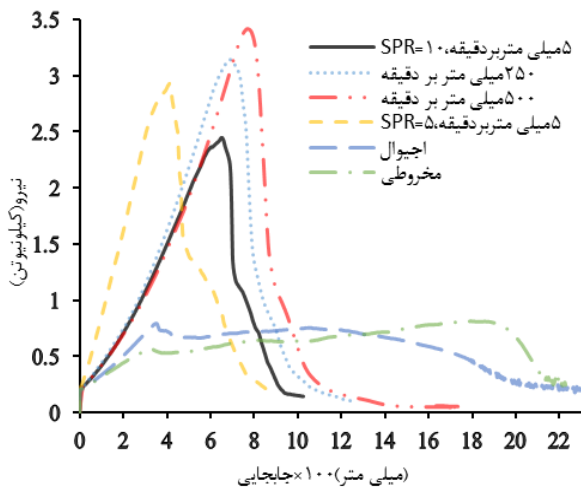 3.5
3
2.5
2
1.5
1
0.5
0
نیرو(کیلونیوتن)
۵میلی متربردقیقه،SPR=۱۰
۲۵۰میلی متر بر دقیقه
۵۰۰میلی متر بر دقیقه
۵میلی متربردقیقه،SPR=۵
اجیوال
مخروطی
0 2 4 6 8 10 12 14 16 18 20 22
(میلی متر)۱۰۰×جابجایی